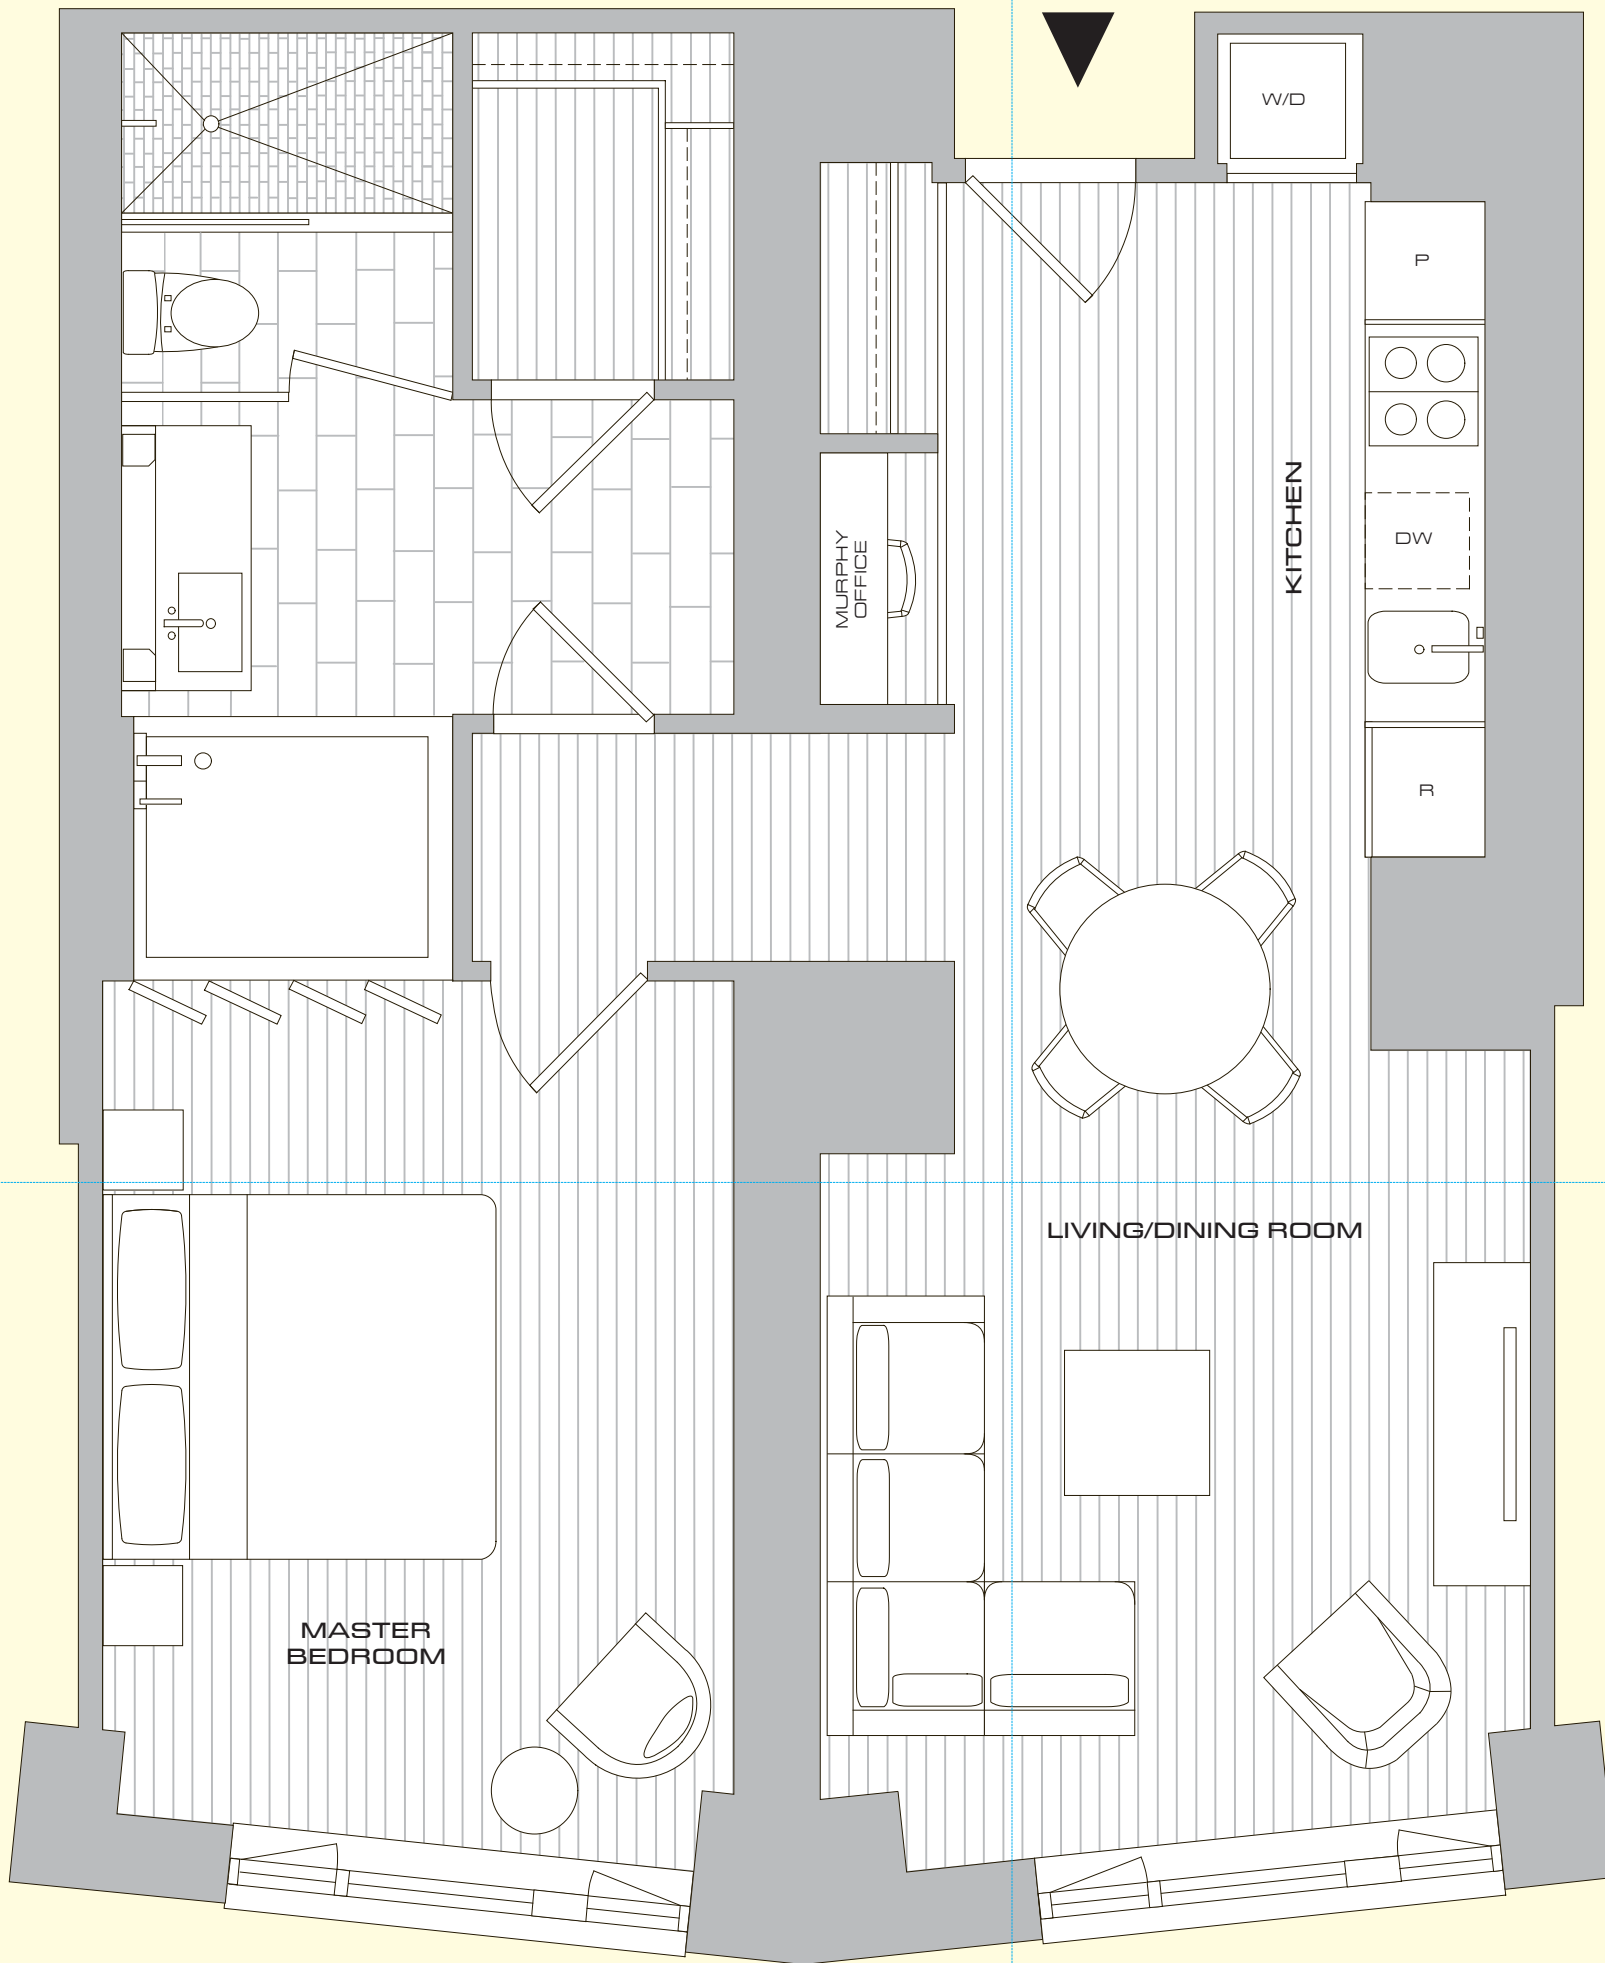 W/D
P
KITCHEN
DW
MURPHY
OFFICE
R
LIVING/DINING ROOM
MASTER
BEDROOM